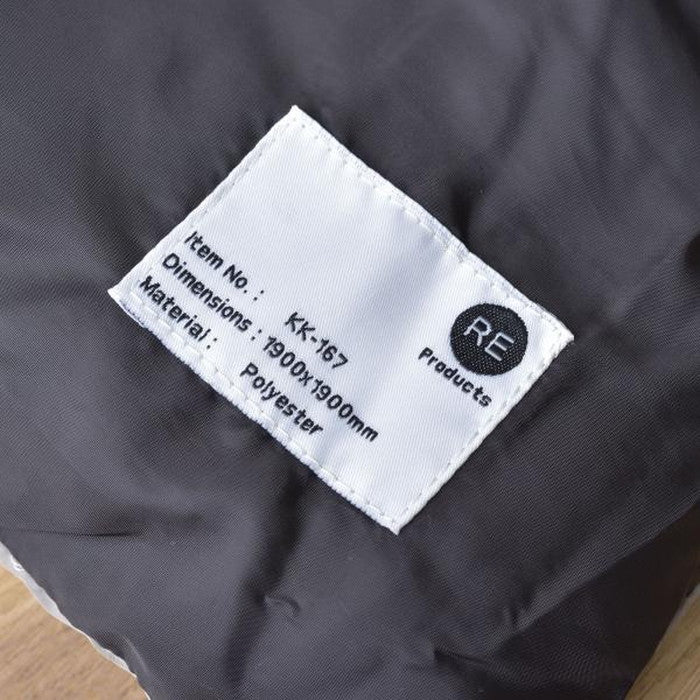 Item No. : KK-167
Dimensions : 1900x1900mm
Material : Polyester
RE
Products